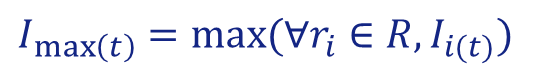 I_max(t) = max(∀r_i ∈ R, I_i(t))